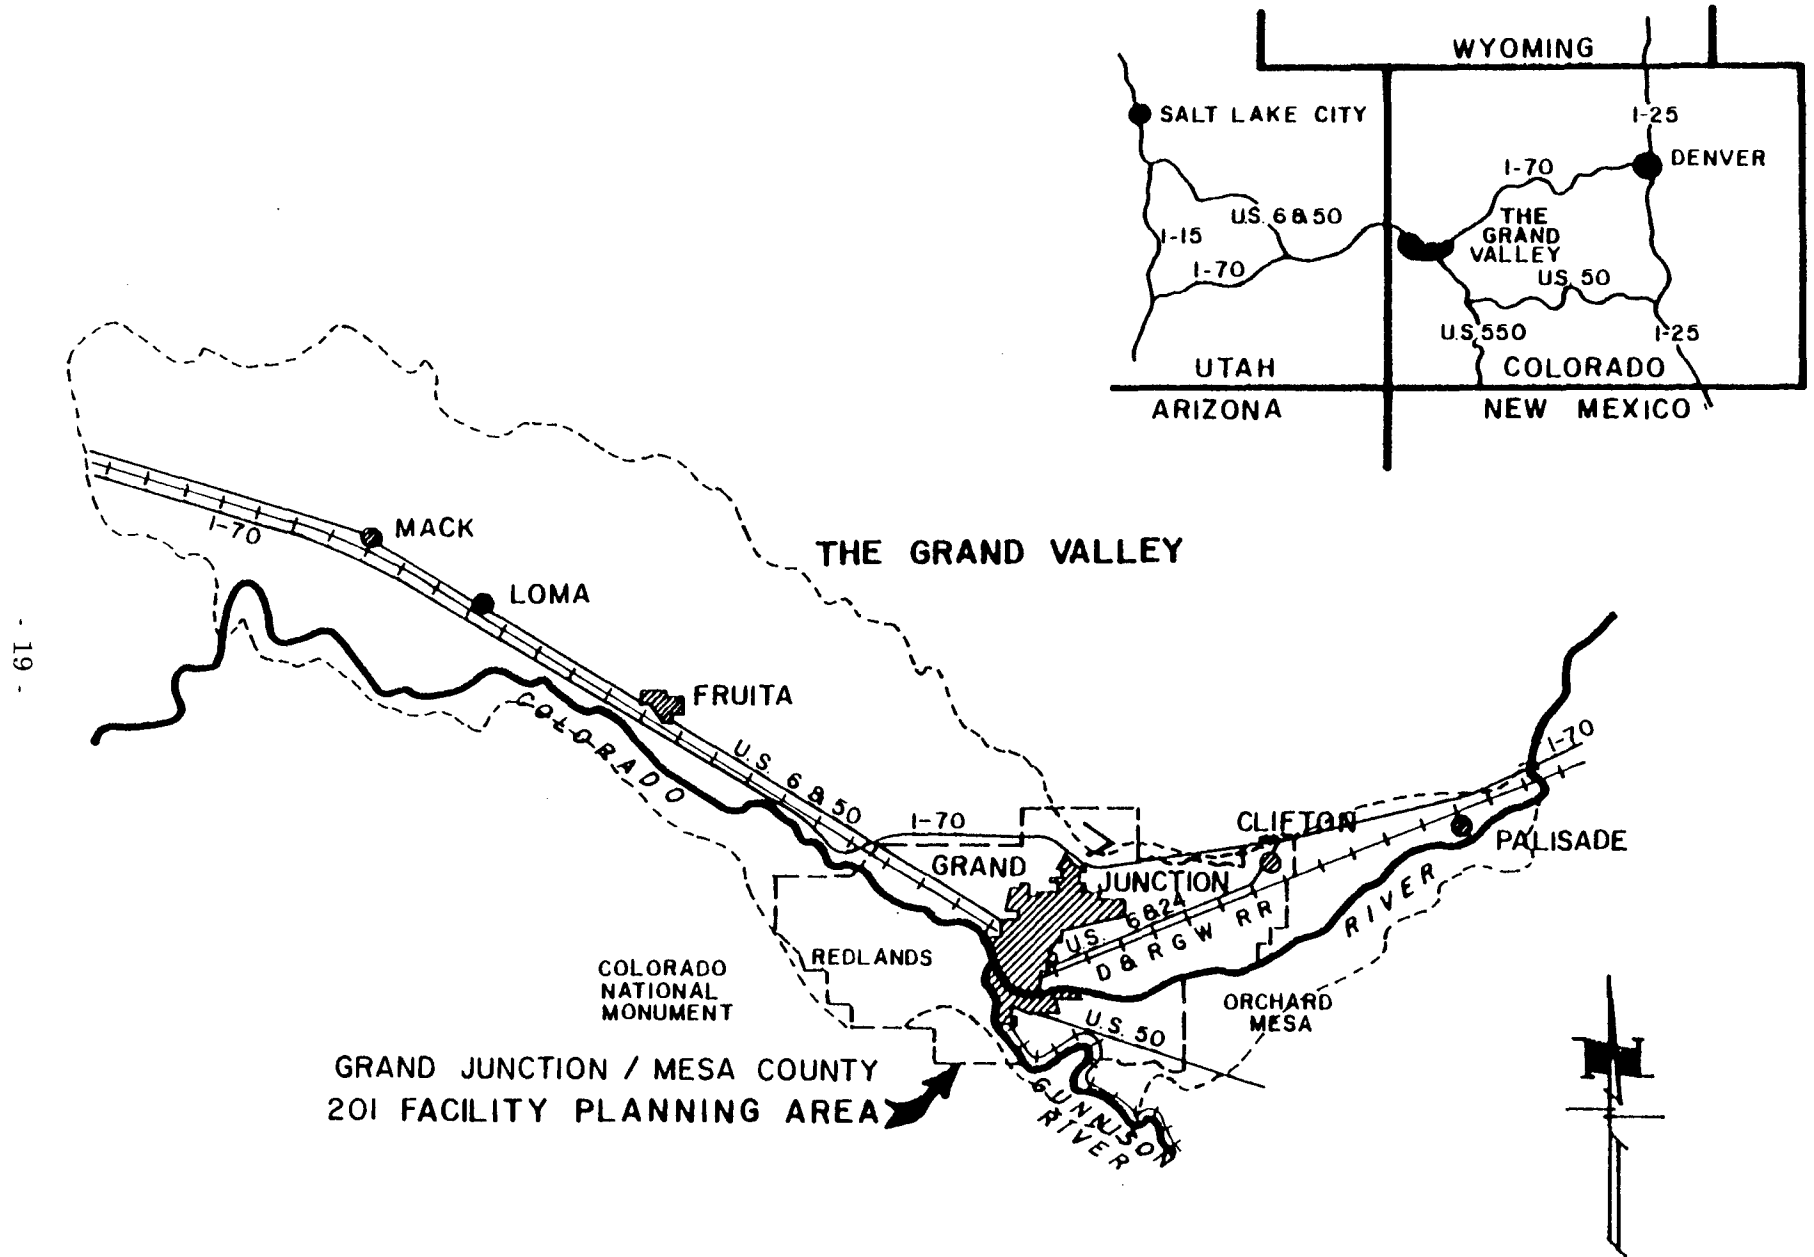 WYOMING
SALT LAKE CITY
I-25
DENVER
I-70
U.S. 6 & 50
THE
GRAND
VALLEY
I-15
I-70
U.S. 50
U.S. 550
I-25
UTAH
COLORADO
ARIZONA
NEW MEXICO
I-70
MACK
THE GRAND VALLEY
LOMA
- 19 -
FRUITA
COLORADO
U.S. 6 & 50
I-70
I-70
CLIFTON
PALISADE
GRAND
JUNCTION
U.S. 6 & 24
D & R G W R R
RIVER
REDLANDS
COLORADO
NATIONAL
MONUMENT
ORCHARD
MESA
U.S. 50
GRAND JUNCTION / MESA COUNTY
201 FACILITY PLANNING AREA
GUNNISON
RIVER
N